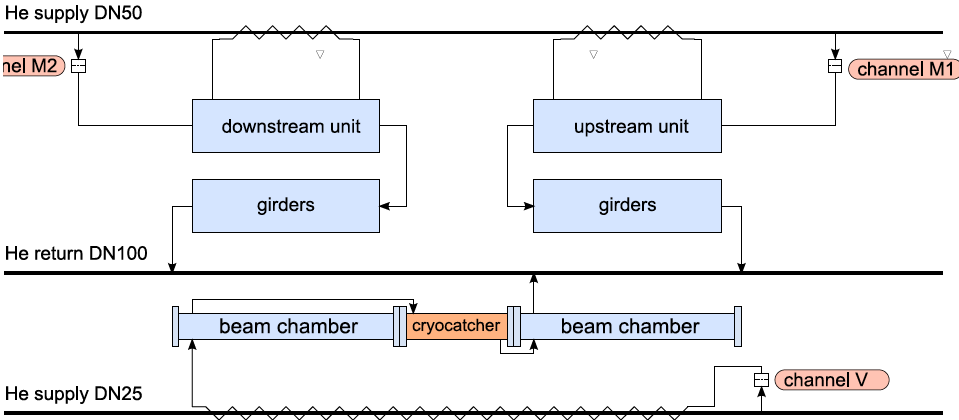 He supply DN50
nel M2
channel M1
downstream unit
upstream unit
girders
girders
He return DN100
beam chamber
cryocatcher
beam chamber
channel V
He supply DN25